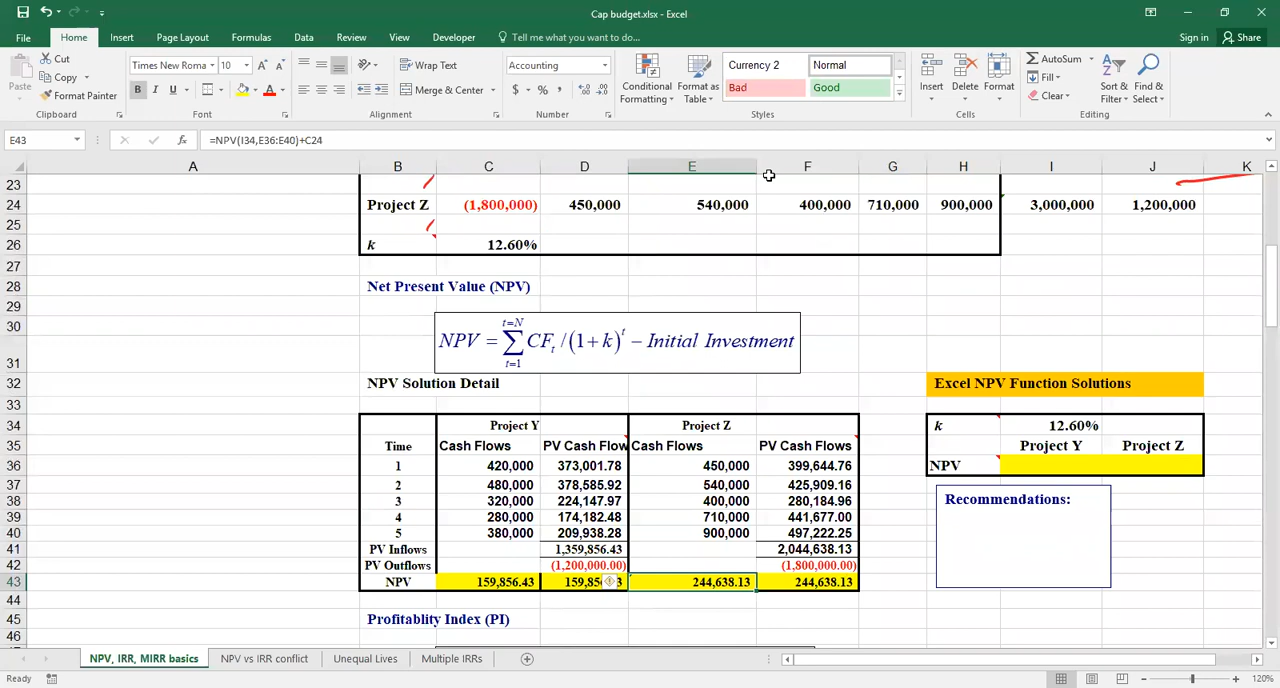 Cap budget.xlsx - Excel
File Home Insert Page Layout Formulas Data Review View Developer Tell me what you want to do... Sign in Share
Paste Cut Copy Format Painter Clipboard
Times New Roma 10 B I U A A A Font
Wrap Text Merge & Center Alignment
Accounting $ % , Number
Conditional Formatting Format as Table Currency 2 Normal Bad Good Styles
Insert Delete Format Cells
AutoSum Fill Clear Sort & Filter Find & Select Editing
E43 fx =NPV(I34,E36:E40)+C24
A B C D E F G H I J K
23
24 Project Z (1,800,000) 450,000 540,000 400,000 710,000 900,000 3,000,000 1,200,000
25
26 k 12.60%
27
28 Net Present Value (NPV)
29
30
NPV = t=N ∑ t=1 CFt /(1+k)^t − Initial Investment
31
32 NPV Solution Detail Excel NPV Function Solutions
33
34 Project Y Project Z k 12.60%
35 Time Cash Flows PV Cash Flow Cash Flows PV Cash Flows Project Y Project Z
36 1 420,000 373,001.78 450,000 399,644.76 NPV
37 2 480,000 378,585.92 540,000 425,909.16
38 3 320,000 224,147.97 400,000 280,184.96 Recommendations:
39 4 280,000 174,182.48 710,000 441,677.00
40 5 380,000 209,938.28 900,000 497,222.25
41 PV Inflows 1,359,856.43 2,044,638.13
42 PV Outflows (1,200,000.00) (1,800,000.00)
43 NPV 159,856.43 159,85 3 244,638.13 244,638.13
44
45 Profitablity Index (PI)
46
NPV, IRR, MIRR basics NPV vs IRR conflict Unequal Lives Multiple IRRs
Ready 120%